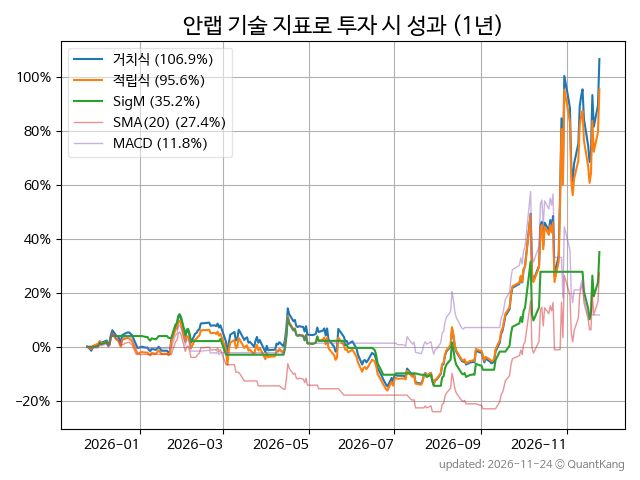 안랩 기술 지표로 투자 시 성과 (1년)
거치식 (106.9%)
적립식 (95.6%)
SigM (35.2%)
SMA(20) (27.4%)
MACD (11.8%)
100%
80%
60%
40%
20%
0%
−20%
2026−01
2026−03
2026−05
2026−07
2026−09
2026−11
updated: 2026−11−24 © QuantKang